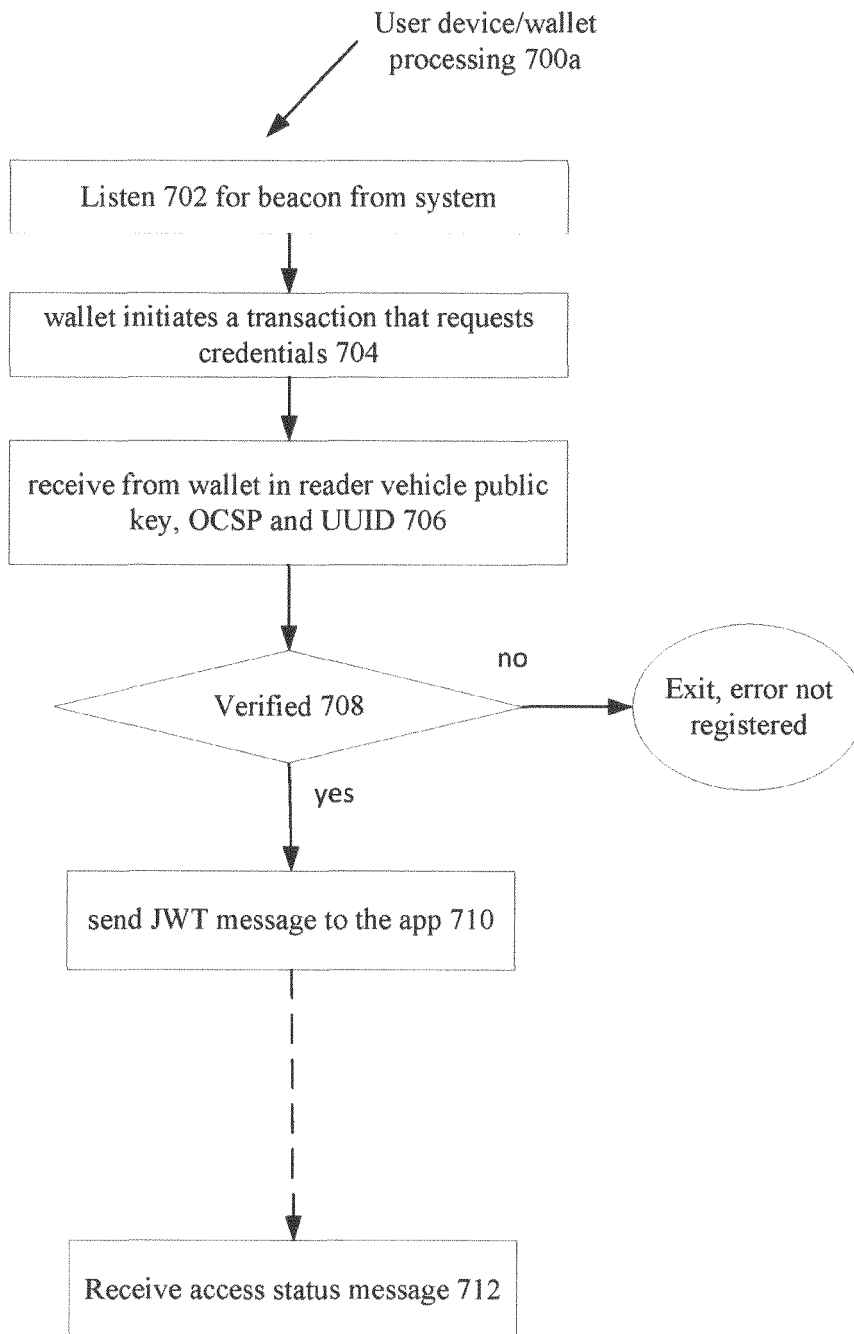 User device/wallet
processing 700a
Listen 702 for beacon from system
wallet initiates a transaction that requests
credentials 704
receive from wallet in reader vehicle public
key, OCSP and UUID 706
no
Verified 708
Exit, error not
registered
yes
send JWT message to the app 710
Receive access status message 712